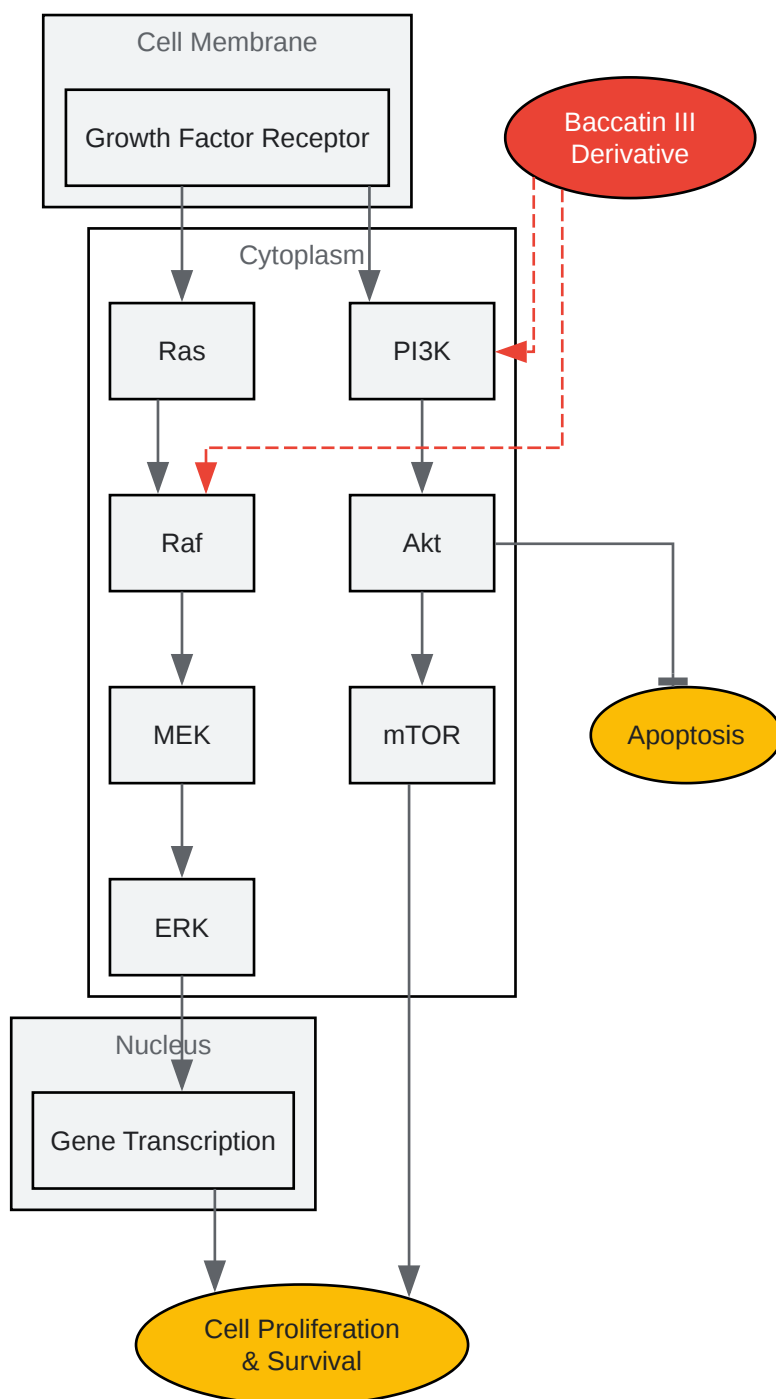 Cell Membrane
Growth Factor Receptor
Baccatin III
Derivative
Cytoplasm
Ras
PI3K
Raf
Akt
MEK
mTOR
Apoptosis
ERK
Nucleus
Gene Transcription
Cell Proliferation
& Survival